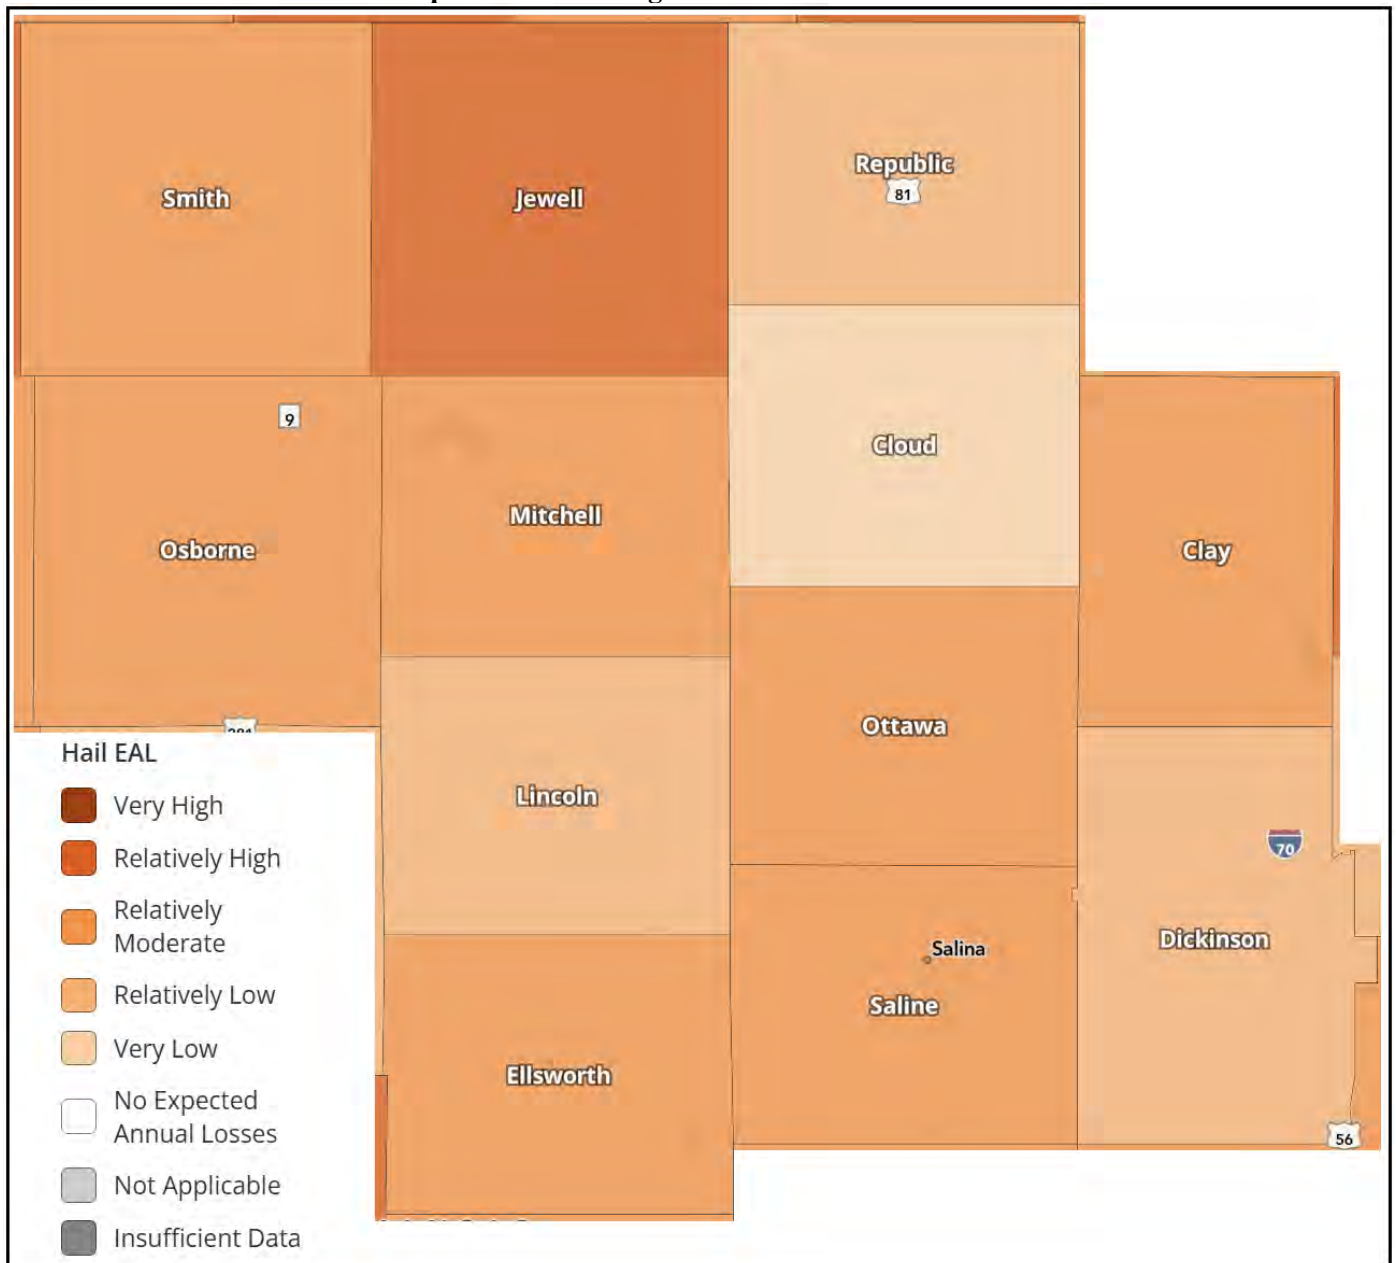 Smith
Jewell
Republic
81
9
Cloud
Mitchell
Osborne
Clay
Ottawa
Lincoln
70
Dickinson
Salina
Saline
Ellsworth
56
Hail EAL
Very High
Relatively High
Relatively
Moderate
Relatively Low
Very Low
No Expected
Annual Losses
Not Applicable
Insufficient Data